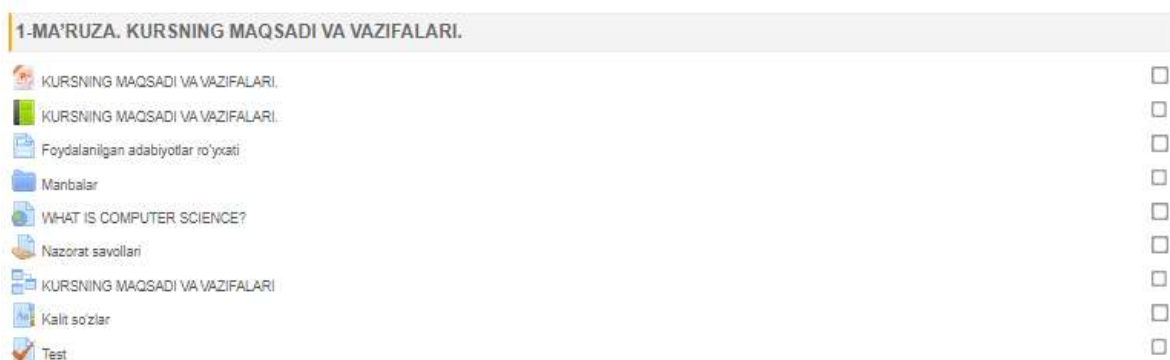 1-MA’RUZA. KURSNING MAQSADI VA VAZIFALARI.
KURSNING MAQSADI VA VAZIFALARI.
KURSNING MAQSADI VA VAZIFALARI.
Foydalanilgan adabiyotlar ro'yxati
Manbalar
WHAT IS COMPUTER SCIENCE?
Nazorat savollari
KURSNING MAQSADI VA VAZIFALARI
Kalit so'zlar
Test